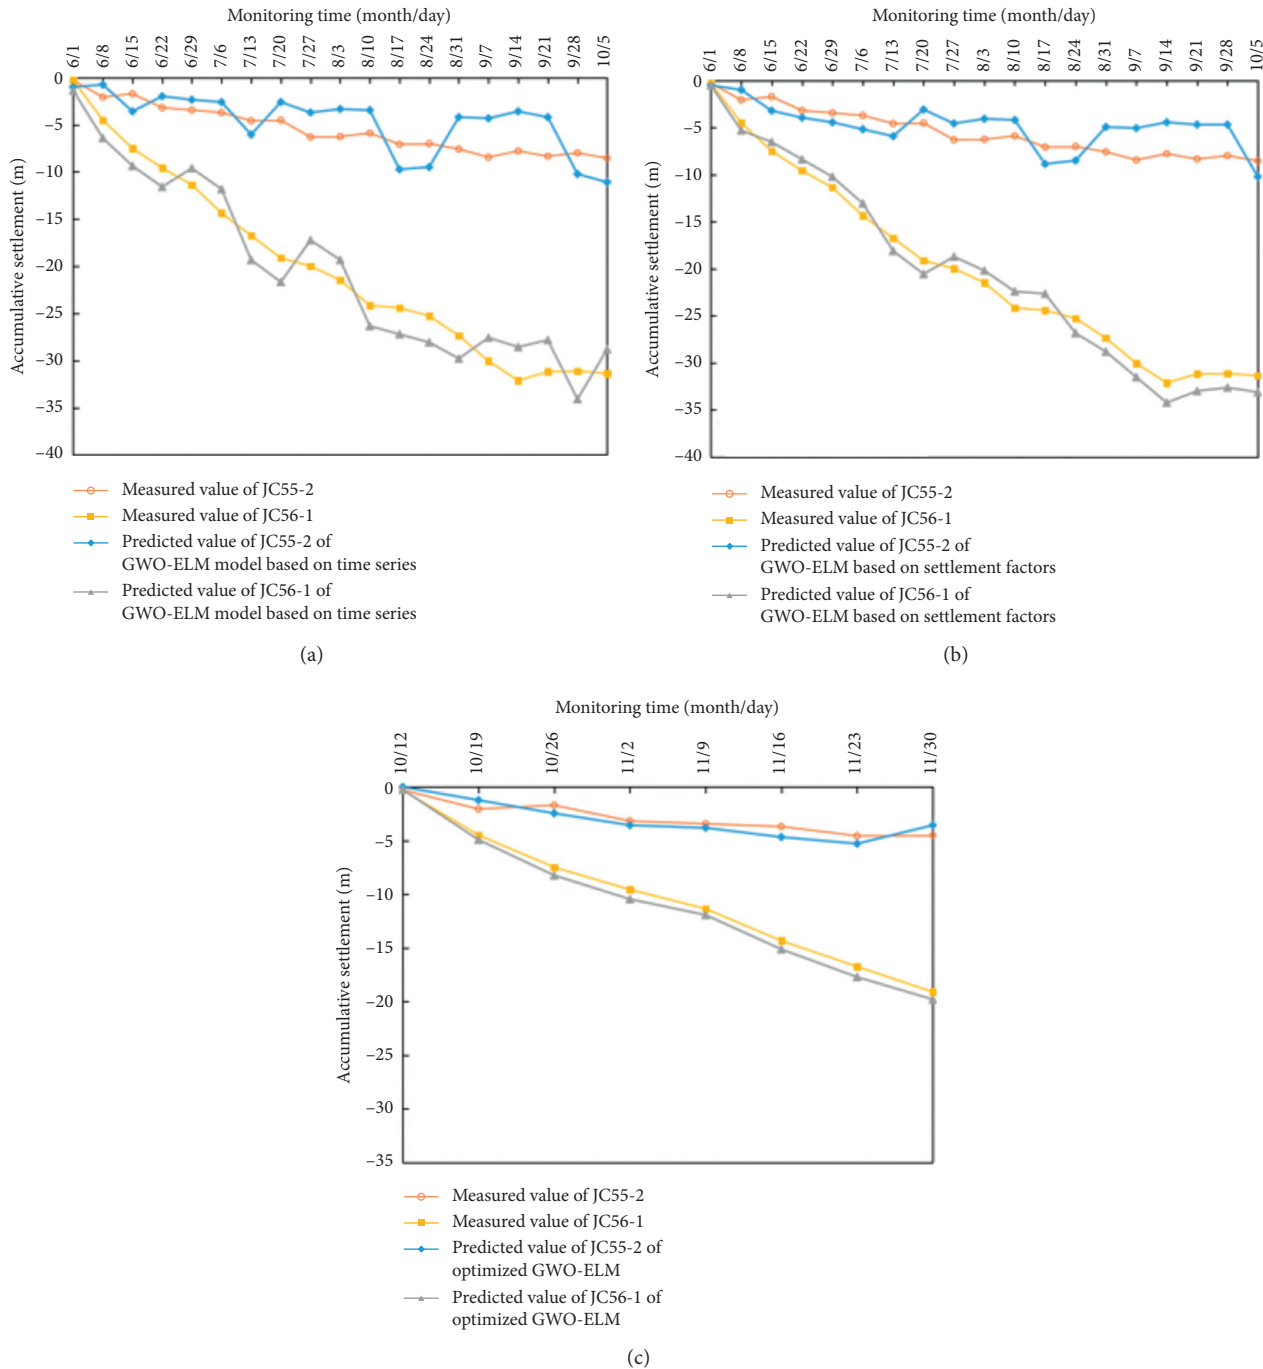 Monitoring time (month/day)
6/1 6/8 6/15 6/22 6/29 7/6 7/13 7/20 7/27 8/3 8/10 8/17 8/24 8/31 9/7 9/14 9/21 9/28 10/5
0
–5
–10
–15
–20
–25
–30
–35
–40
Accumulative settlement (m)
Measured value of JC55-2
Measured value of JC56-1
Predicted value of JC55-2 of
GWO-ELM model based on time series
Predicted value of JC56-1 of
GWO-ELM model based on time series
(a)
Monitoring time (month/day)
6/1 6/8 6/15 6/22 6/29 7/6 7/13 7/20 7/27 8/3 8/10 8/17 8/24 8/31 9/7 9/14 9/21 9/28 10/5
0
–5
–10
–15
–20
–25
–30
–35
–40
Accumulative settlement (m)
Measured value of JC55-2
Measured value of JC56-1
Predicted value of JC55-2 of
GWO-ELM based on settlement factors
Predicted value of JC56-1 of
GWO-ELM based on settlement factors
(b)
Monitoring time (month/day)
10/12 10/19 10/26 11/2 11/9 11/16 11/23 11/30
0
–5
–10
–15
–20
–25
–30
–35
Accumulative settlement (m)
Measured value of JC55-2
Measured value of JC56-1
Predicted value of JC55-2 of
optimized GWO-ELM
Predicted value of JC56-1 of
optimized GWO-ELM
(c)